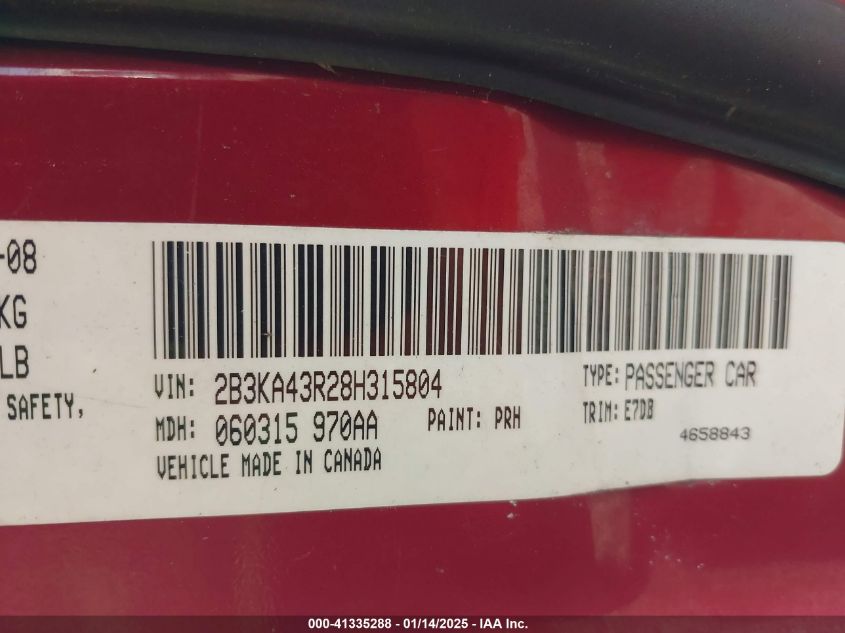 -08
KG
LB
SAFETY,
VIN: 2B3KA43R28H315804
TYPE: PASSENGER CAR
MDH: 060315 970AA
PAINT: PRH
TRIM: E7D8
4658843
VEHICLE MADE IN CANADA
000-41335288 - 01/14/2025 - IAA Inc.